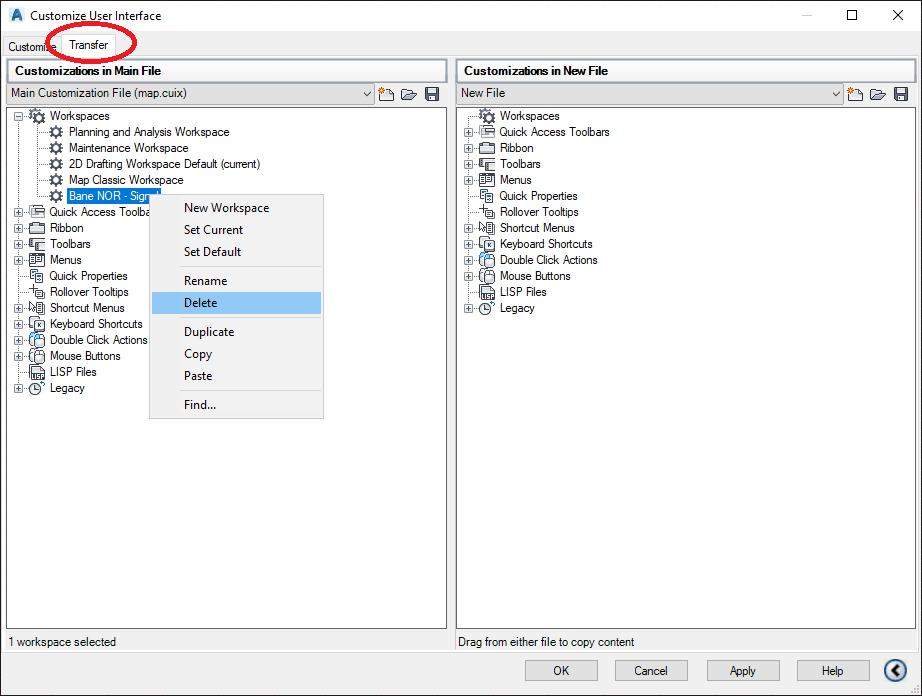 Customize User Interface
Customize Transfer
Customizations in Main File
Main Customization File (map.cuix)
Workspaces
Planning and Analysis Workspace
Maintenance Workspace
2D Drafting Workspace Default (current)
Map Classic Workspace
Bane NOR -
Quick Access
Ribbon
Toolbars
Menus
Quick Properties
Rollover Tooltips
Shortcut Menus
Keyboard Shortcuts
Double Click Actions
Mouse Buttons
LISP Files
Legacy
New Workspace
Set Current
Set Default
Rename
Delete
Duplicate
Copy
Paste
Find...
1 workspace selected
Customizations in New File
New File
Workspaces
Quick Access Toolbars
Ribbon
Toolbars
Menus
Quick Properties
Rollover Tooltips
Shortcut Menus
Keyboard Shortcuts
Double Click Actions
Mouse Buttons
LISP Files
Legacy
Drag from either file to copy content
OK Cancel Apply Help